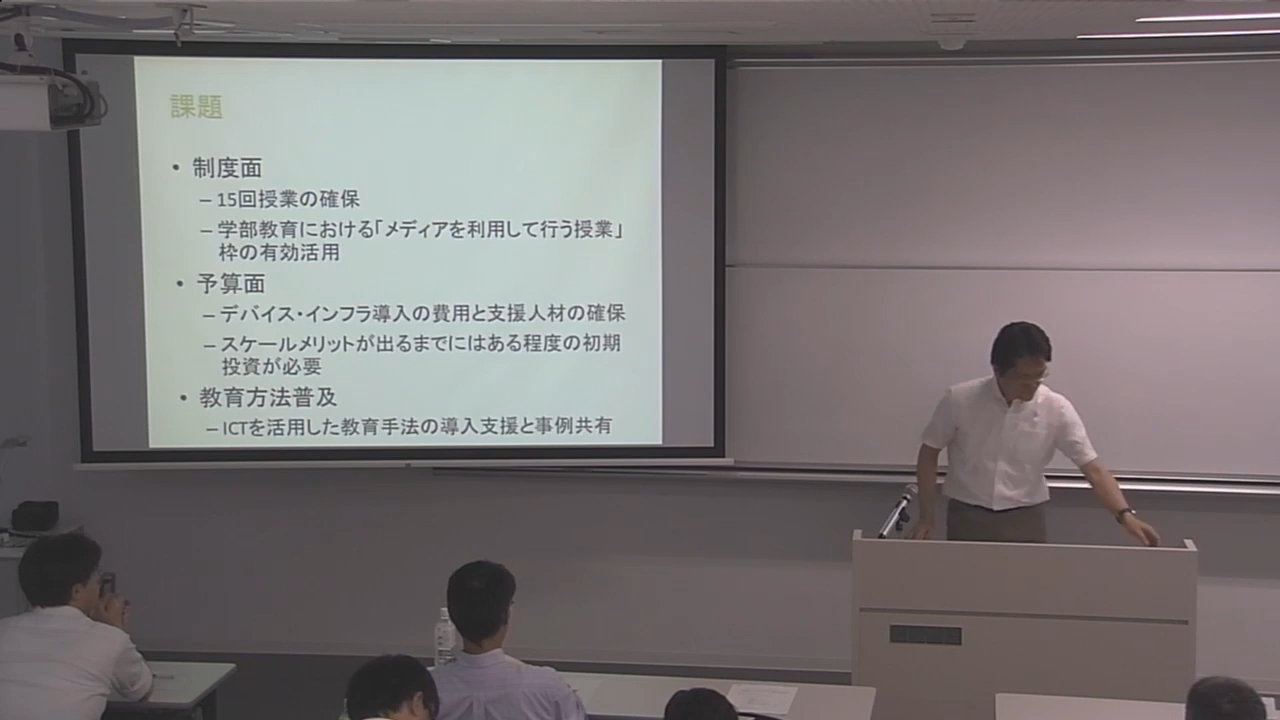 課題
• 制度面
– 15回授業の確保
– 学部教育における「メディアを利用して行う授業」
枠の有効活用
• 予算面
– デバイス・インフラ導入の費用と支援人材の確保
– スケールメリットが出るまでにはある程度の初期
投資が必要
• 教育方法普及
– ICTを活用した教育手法の導入支援と事例共有